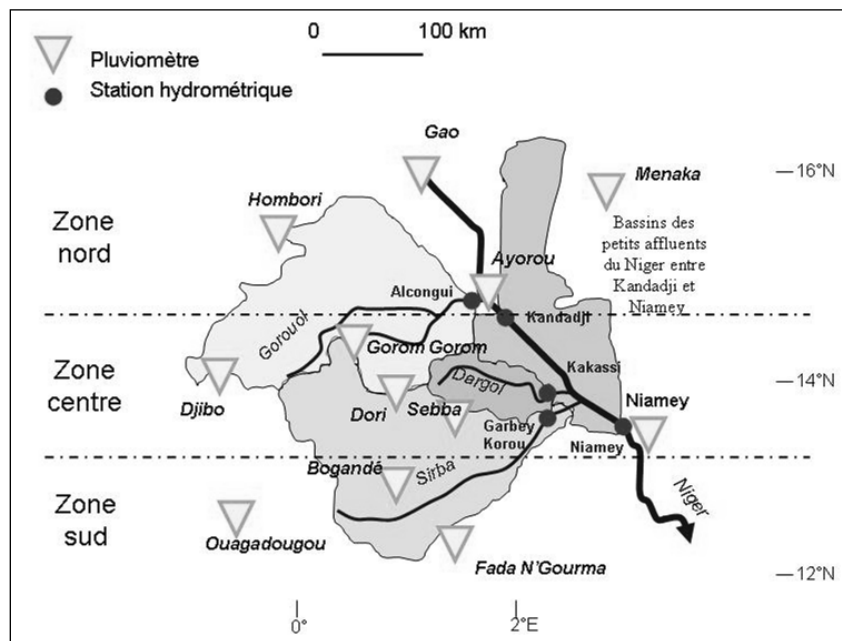 0 100 km
Pluviomètre
Station hydrométrique
Gao
16°N
Menaka
Hombori
Bassins des
petits affluents
du Niger entre
Kandadji et
Niamey
Zone
nord
Ayorou
Alcongui
Kandadji
Gorouol
Gorom Gorom
Kakassi
Zone
centre
Dargol
14°N
Djibo
Dori
Sebba
Niamey
Garbey
Korou
Niamey
Bogandé
Sirba
Zone
sud
Niger
Ouagadougou
Fada N'Gourma
12°N
0°
2°E